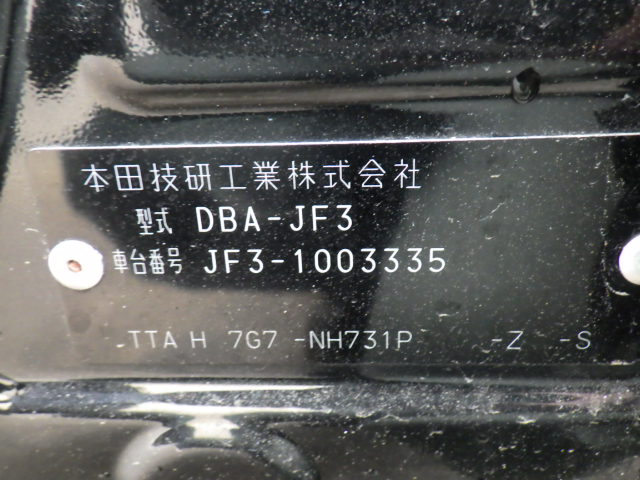 本田技研工業株式会社
型式 DBA-JF3
車台番号 JF3-1003335
TTA H 7G7 -NH731P -Z -S